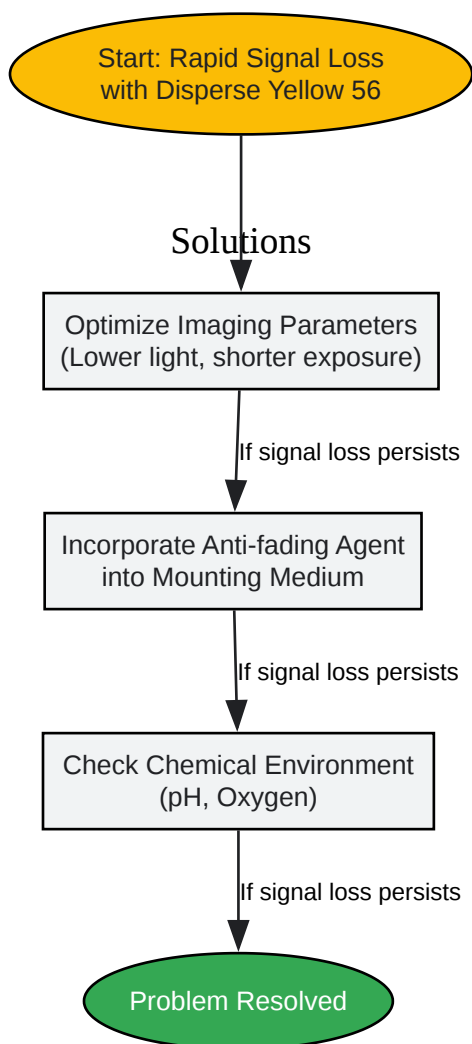 Start: Rapid Signal Loss
with Disperse Yellow 56
Solutions
Optimize Imaging Parameters
(Lower light, shorter exposure)
If signal loss persists
Incorporate Anti-fading Agent
into Mounting Medium
If signal loss persists
Check Chemical Environment
(pH, Oxygen)
If signal loss persists
Problem Resolved